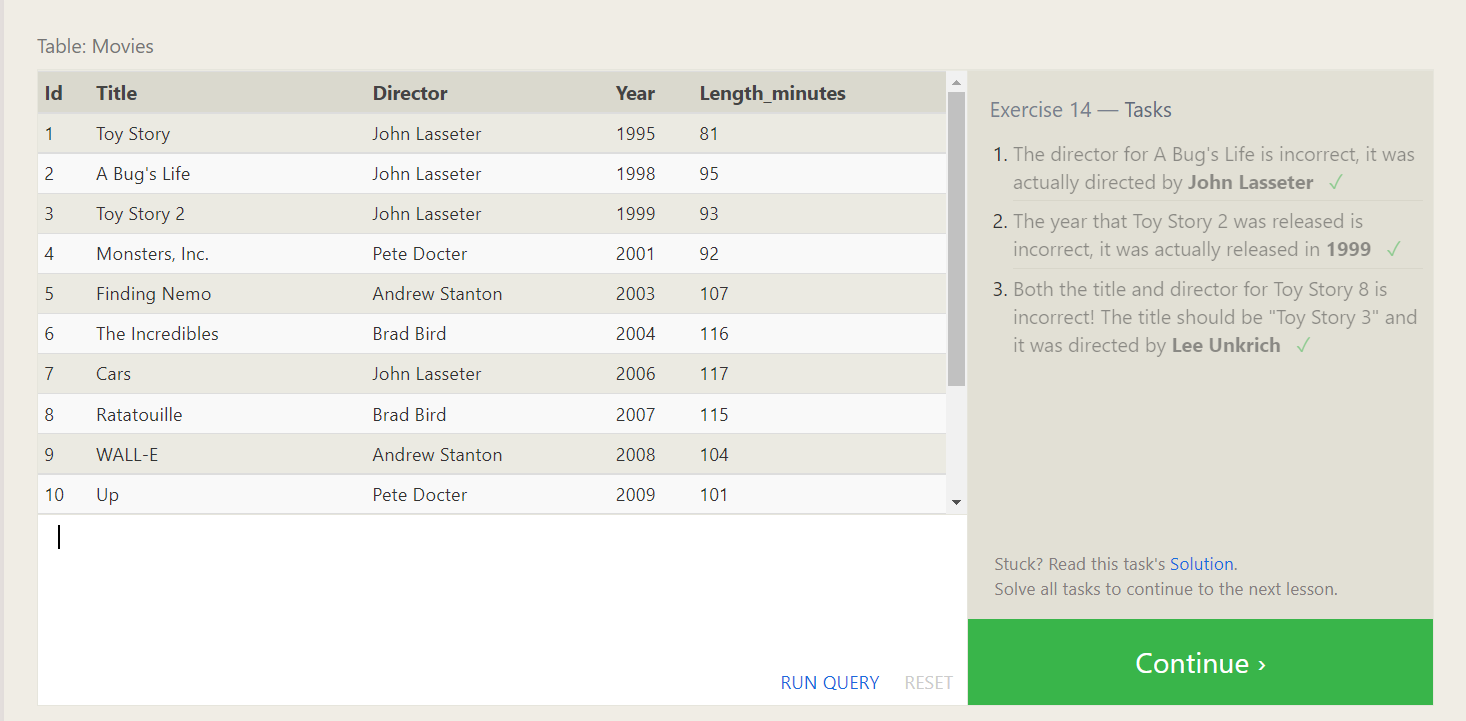 Table: Movies
Id Title Director Year Length_minutes
1 Toy Story John Lasseter 1995 81
2 A Bug's Life John Lasseter 1998 95
3 Toy Story 2 John Lasseter 1999 93
4 Monsters, Inc. Pete Docter 2001 92
5 Finding Nemo Andrew Stanton 2003 107
6 The Incredibles Brad Bird 2004 116
7 Cars John Lasseter 2006 117
8 Ratatouille Brad Bird 2007 115
9 WALL-E Andrew Stanton 2008 104
10 Up Pete Docter 2009 101
RUN QUERY RESET
Exercise 14 — Tasks
1. The director for A Bug's Life is incorrect, it was
actually directed by John Lasseter ✓
2. The year that Toy Story 2 was released is
incorrect, it was actually released in 1999 ✓
3. Both the title and director for Toy Story 8 is
incorrect! The title should be "Toy Story 3" and
it was directed by Lee Unkrich ✓
Stuck? Read this task's Solution.
Solve all tasks to continue to the next lesson.
Continue ›